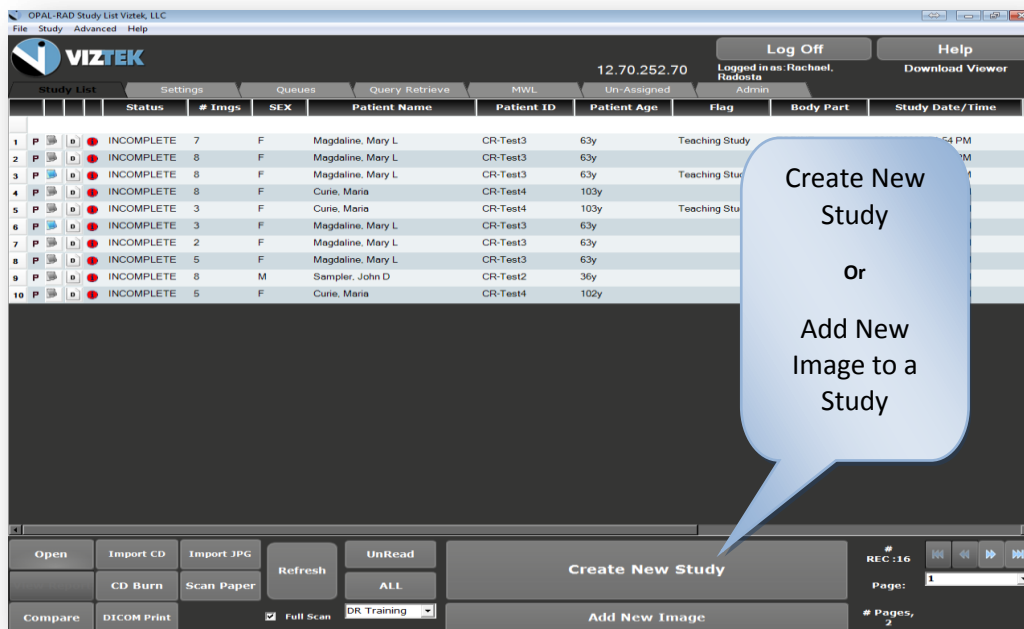 OPAL-RAD Study List Viztek, LLC
File Study Advanced Help
VIZTEK
12.70.252.70
Log Off
Logged in as: Rachael, Radosta
Help
Download Viewer
Study List Settings Queues Query Retrieve MWL Un-Assigned Admin
Status # Imgs SEX Patient Name Patient ID Patient Age Flag Body Part Study Date/Time
1 P D INCOMPLETE 7 F Magdaline, Mary L CR-Test3 63y Teaching Study 54 PM
2 P D INCOMPLETE 8 F Magdaline, Mary L CR-Test3 63y
3 P D INCOMPLETE 8 F Magdaline, Mary L CR-Test3 63y Teaching
4 P D INCOMPLETE 8 F Curie, Maria CR-Test4 103y
5 P D INCOMPLETE 3 F Curie, Maria CR-Test4 103y Teaching
6 P D INCOMPLETE 3 F Magdaline, Mary L CR-Test3 63y
7 P D INCOMPLETE 2 F Magdaline, Mary L CR-Test3 63y
8 P D INCOMPLETE 5 F Magdaline, Mary L CR-Test3 63y
9 P D INCOMPLETE 8 M Sampler, John D CR-Test2 36y
10 P D INCOMPLETE 5 F Curie, Maria CR-Test4 102y
Create New
Study
Or
Add New
Image to a
Study
Open Import CD Import JPG Refresh UnRead
CD Burn Scan Paper ALL
Compare DICOM Print Full Scan DR Training
Create New Study
Add New Image
# REC :16
Page: 1
# Pages, 2